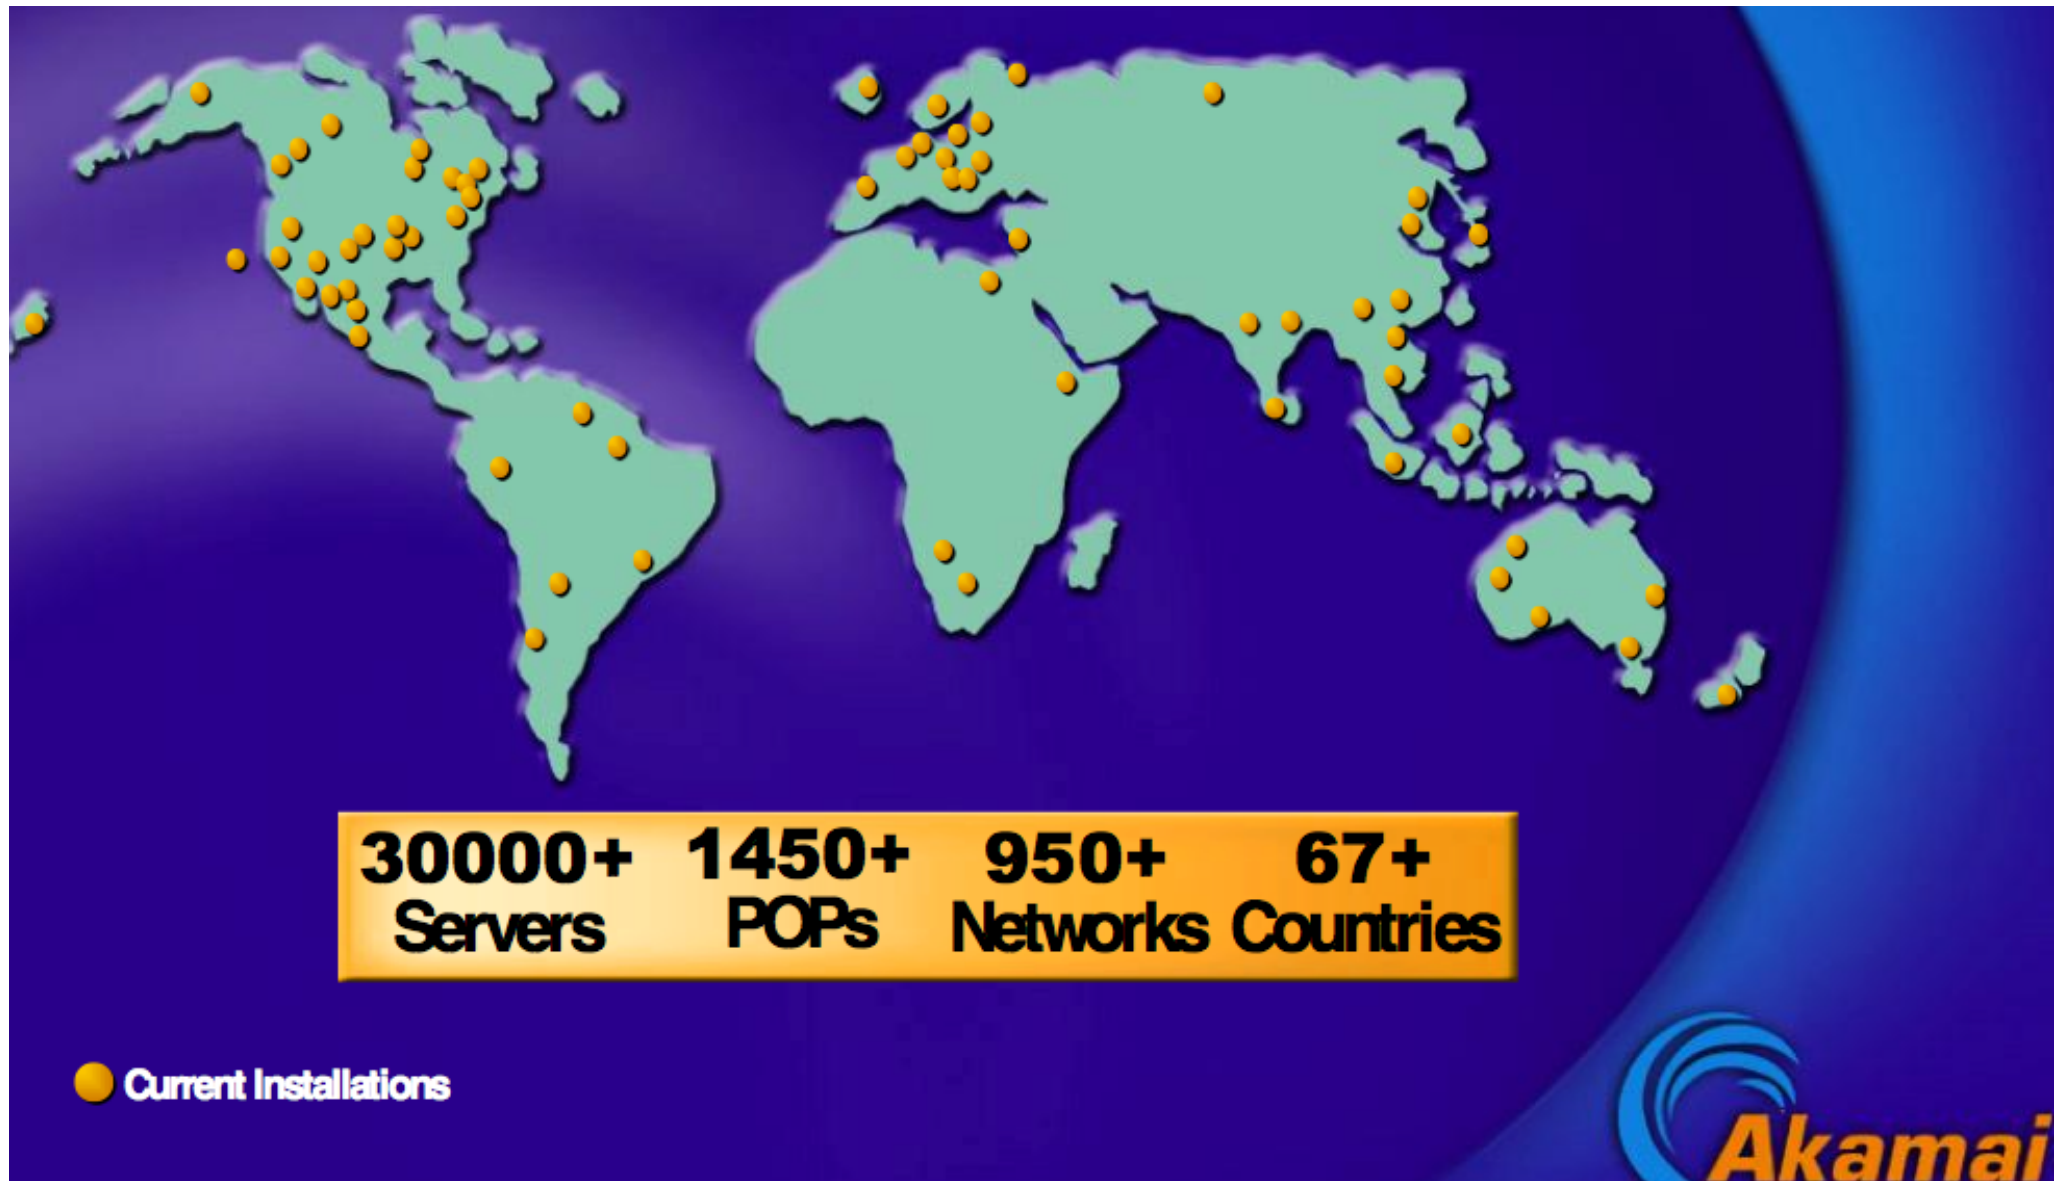 30000+ 1450+ 950+ 67+
Servers POPs Networks Countries
Current Installations
Akamai